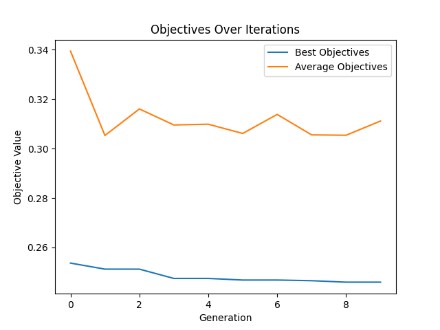 Objectives Over Iterations
Best Objectives
Average Objectives
0.34
0.32
0.30
0.28
0.26
Objective Value
0 2 4 6 8
Generation